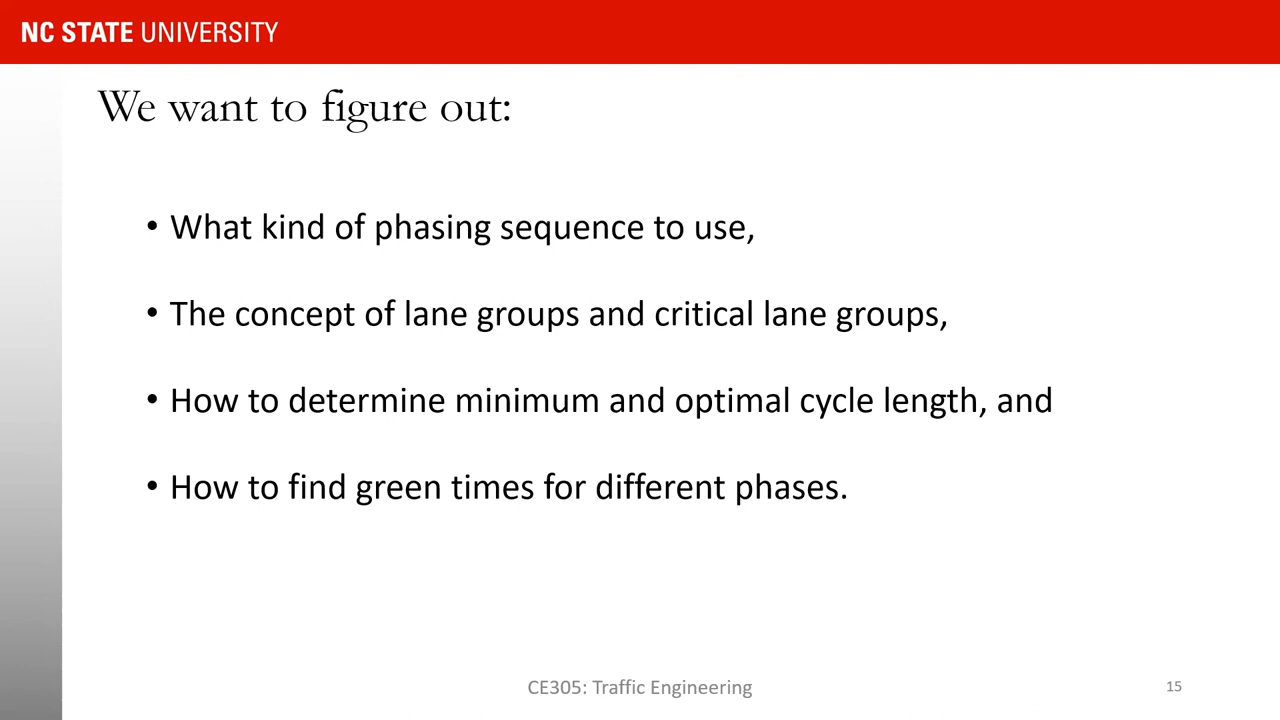 NC STATE UNIVERSITY
We want to figure out:
• What kind of phasing sequence to use,
• The concept of lane groups and critical lane groups,
• How to determine minimum and optimal cycle length, and
• How to find green times for different phases.
CE305: Traffic Engineering
15